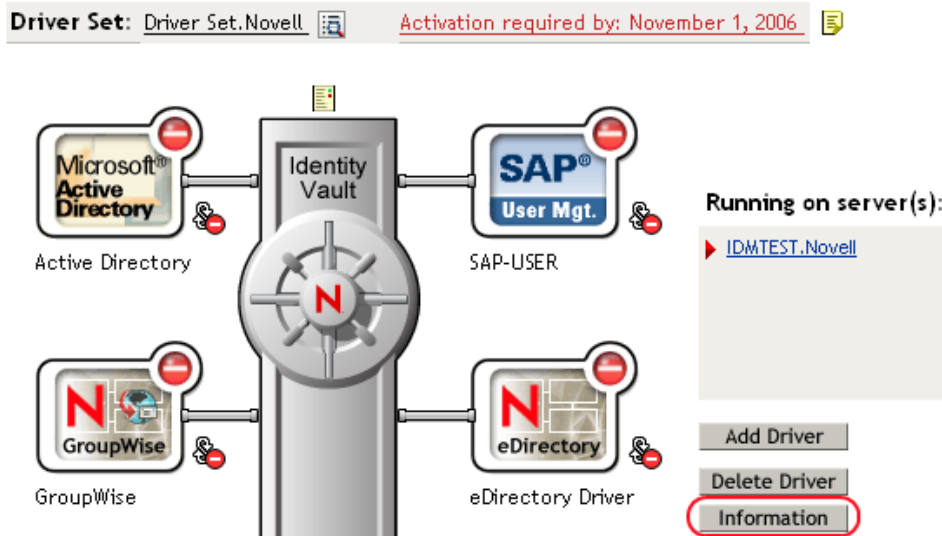 Driver Set: Driver Set.Novell Activation required by: November 1, 2006
Identity
Vault
Microsoft®
Active
Directory
Active Directory
SAP®
User Mgt.
SAP-USER
N
N
GroupWise
GroupWise
N
eDirectory
eDirectory Driver
Running on server(s):
IDMTEST.Novell
Add Driver
Delete Driver
Information